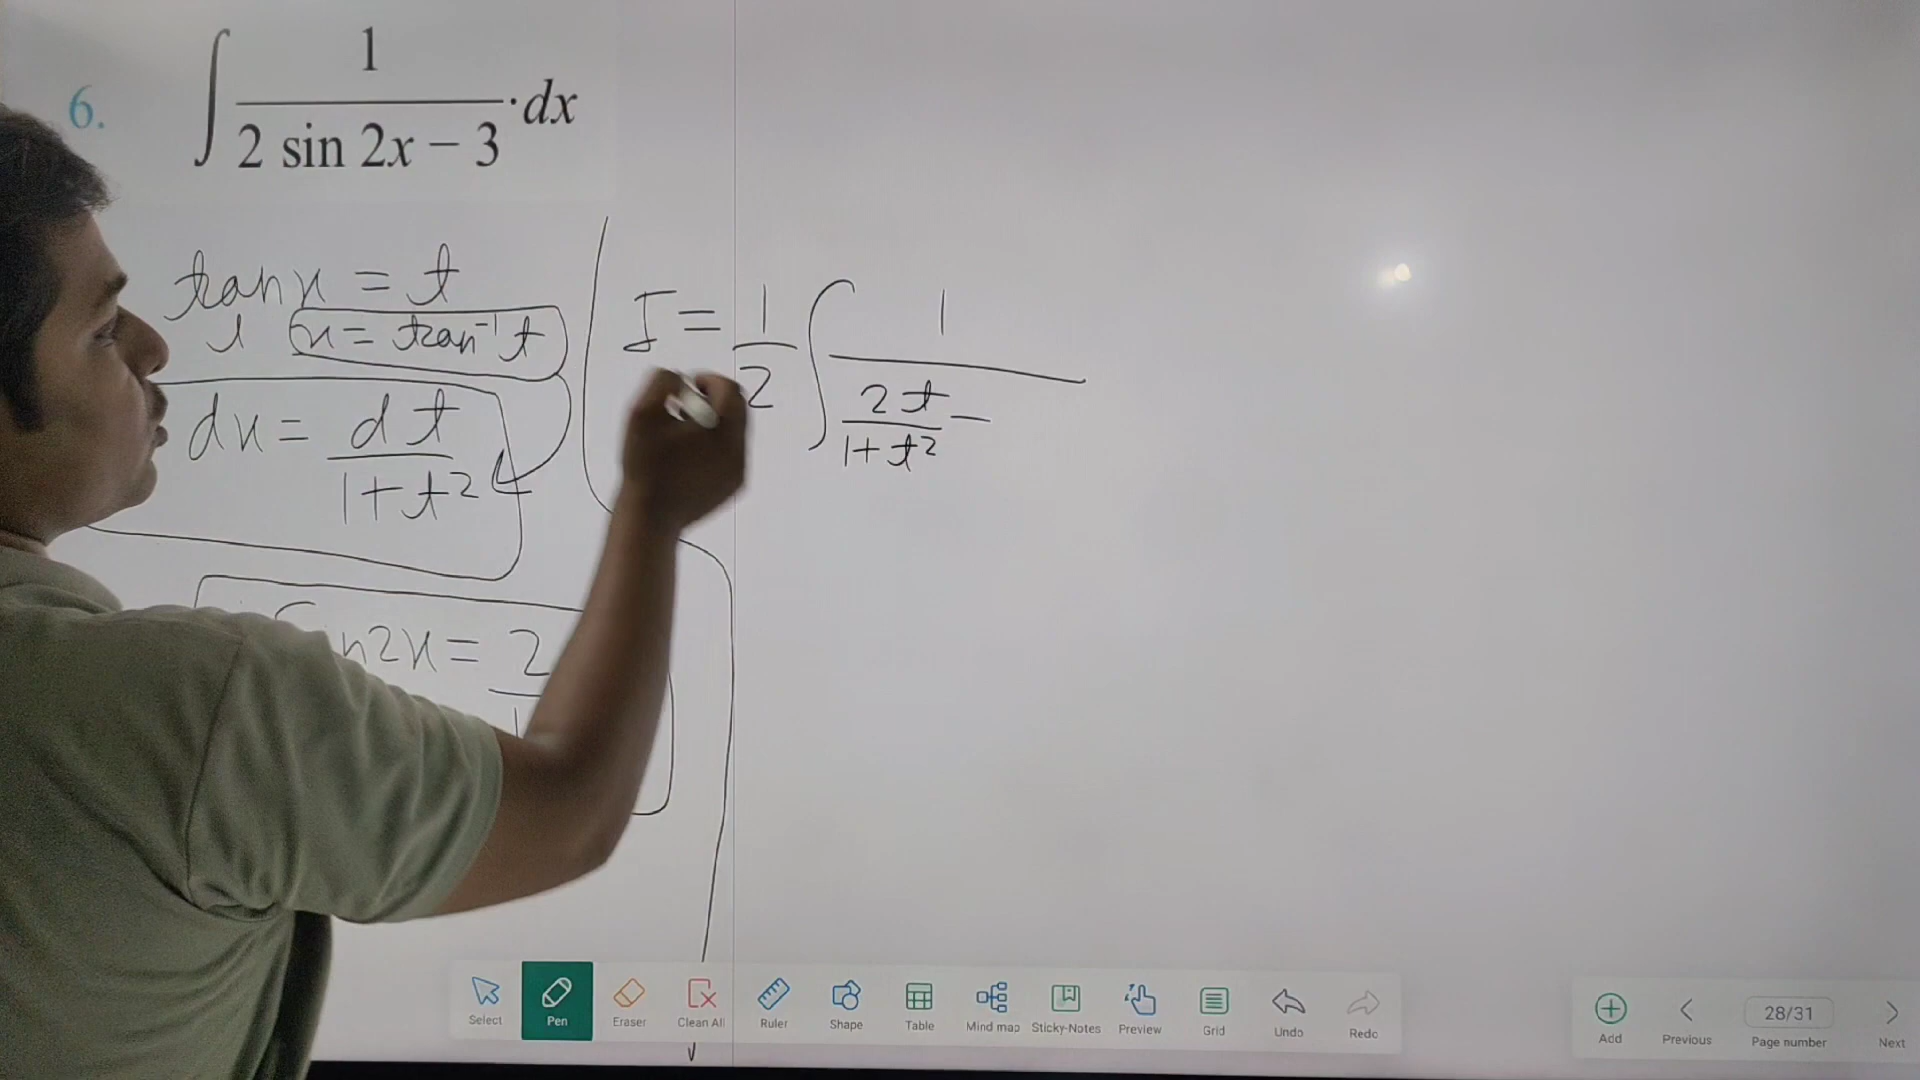 6. ∫ 1 / (2 sin 2x − 3) · dx
tan x = t
x = tan⁻¹ t
dx = dt / (1 + t²)
n2x = 2
I = 1/2 ∫ 1 / (2t / (1 + t²) −
Select Pen Eraser Clean All Ruler Shape Table Mind map Sticky-Notes Preview Grid Undo Redo
Add Previous 28/31 Page number Next